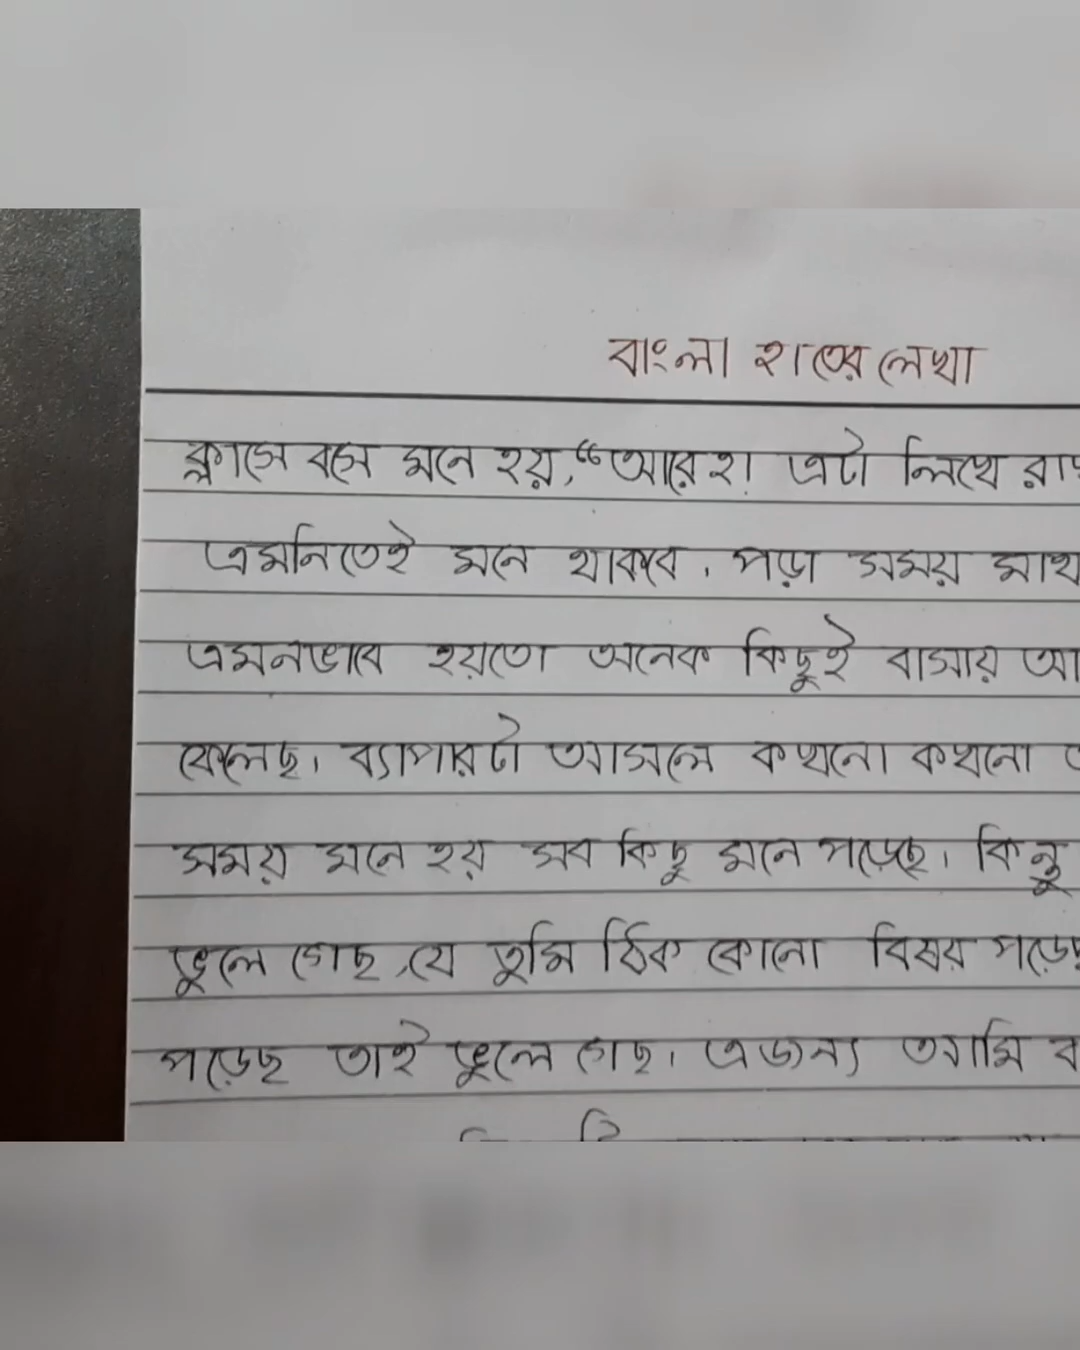 বাংলা হাতের লেখা
ক্লাসে বসে মনে হয়, “আরে হা এটা লিখে
এমনিতেই মনে থাকবে। পড়া সময়
এমনভাবে হয়তো অনেক কিছুই বাসায়
ফেলেছ। ব্যাপারটা আসলে কখনো কখনো
সময় মনে হয় সব কিছু মনে পড়েছে। কিন্তু
ভুলে গেছ যে তুমি ঠিক কোনো বিষয়
পড়েছ তাই ভুলে গেছ। এজন্য আমি